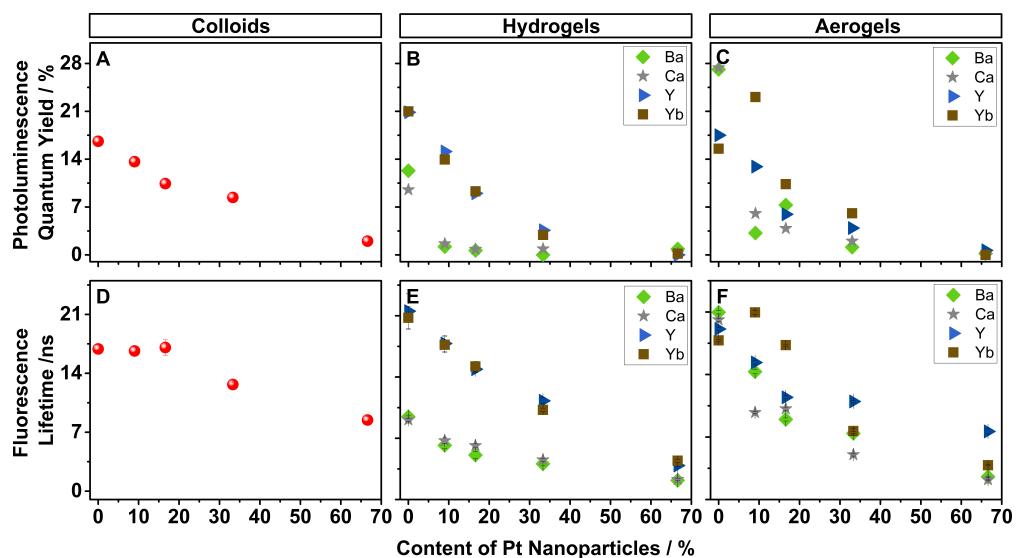 Colloids
Hydrogels
Aerogels
Photoluminescence
Quantum Yield / %
28
21
14
7
0
A
B
Ba
Ca
Y
Yb
C
Ba
Ca
Y
Yb
Fluorescence
Lifetime /ns
21
14
7
0
D
E
Ba
Ca
Y
Yb
F
Ba
Ca
Y
Yb
0 10 20 30 40 50 60 70 0 10 20 30 40 50 60 70 0 10 20 30 40 50 60 70
Content of Pt Nanoparticles / %